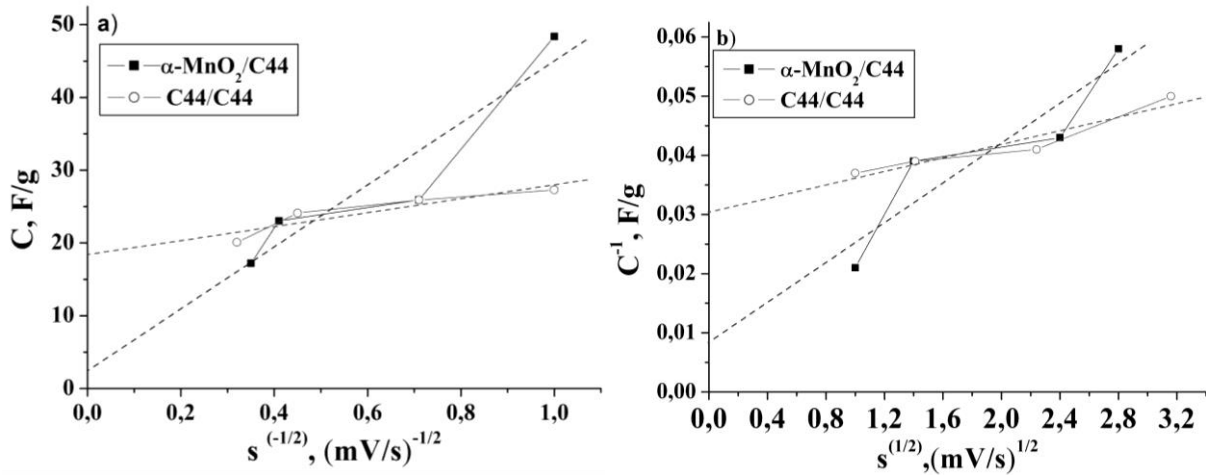 a)
α-MnO₂/C44
C44/C44
C, F/g
50
40
30
20
10
0
0,0 0,2 0,4 0,6 0,8 1,0
s⁽⁻¹/²⁾, (mV/s)⁻¹/²
b)
α-MnO₂/C44
C44/C44
C⁻¹, F/g
0,06
0,05
0,04
0,03
0,02
0,01
0,00
0,0 0,4 0,8 1,2 1,6 2,0 2,4 2,8 3,2
s⁽¹/²⁾,(mV/s)¹/²